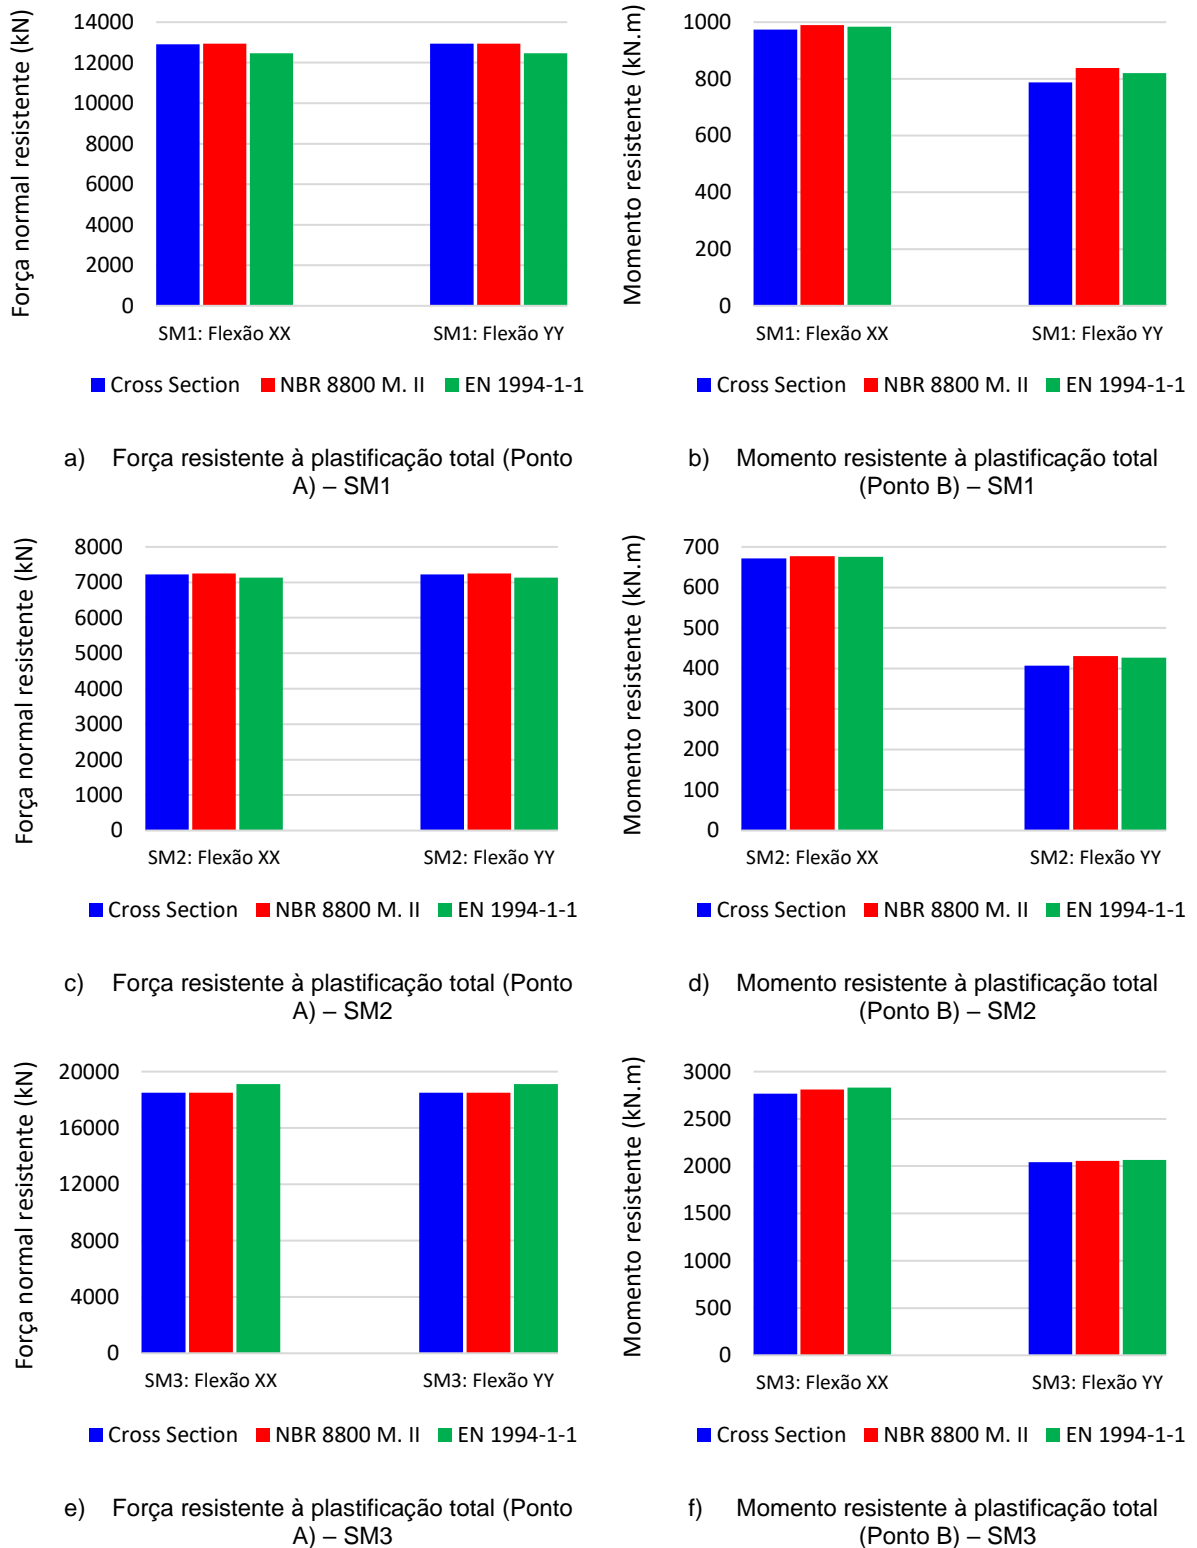 Força normal resistente (kN)
14000
12000
10000
8000
6000
4000
2000
0
SM1: Flexão XX
SM1: Flexão YY
Cross Section NBR 8800 M. II EN 1994-1-1
a) Força resistente à plastificação total (Ponto
A) – SM1
Momento resistente (kN.m)
1000
800
600
400
200
0
SM1: Flexão XX
SM1: Flexão YY
Cross Section NBR 8800 M. II EN 1994-1-1
b) Momento resistente à plastificação total
(Ponto B) – SM1
Força normal resistente (kN)
8000
7000
6000
5000
4000
3000
2000
1000
0
SM2: Flexão XX
SM2: Flexão YY
Cross Section NBR 8800 M. II EN 1994-1-1
c) Força resistente à plastificação total (Ponto
A) – SM2
Momento resistente (kN.m)
700
600
500
400
300
200
100
0
SM2: Flexão XX
SM2: Flexão YY
Cross Section NBR 8800 M. II EN 1994-1-1
d) Momento resistente à plastificação total
(Ponto B) – SM2
Força normal resistente (kN)
20000
16000
12000
8000
4000
0
SM3: Flexão XX
SM3: Flexão YY
Cross Section NBR 8800 M. II EN 1994-1-1
e) Força resistente à plastificação total (Ponto
A) – SM3
Momento resistente (kN.m)
3000
2500
2000
1500
1000
500
0
SM3: Flexão XX
SM3: Flexão YY
Cross Section NBR 8800 M. II EN 1994-1-1
f) Momento resistente à plastificação total
(Ponto B) – SM3